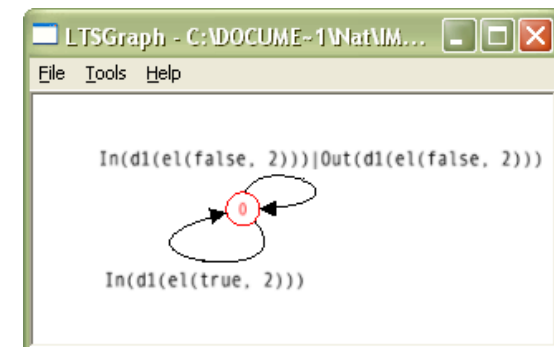 LTSGraph - C:\DOCUME~1\Nat\IM...
File Tools Help
In(d1(el(false, 2)))|Out(d1(el(false, 2)))
0
In(d1(el(true, 2)))